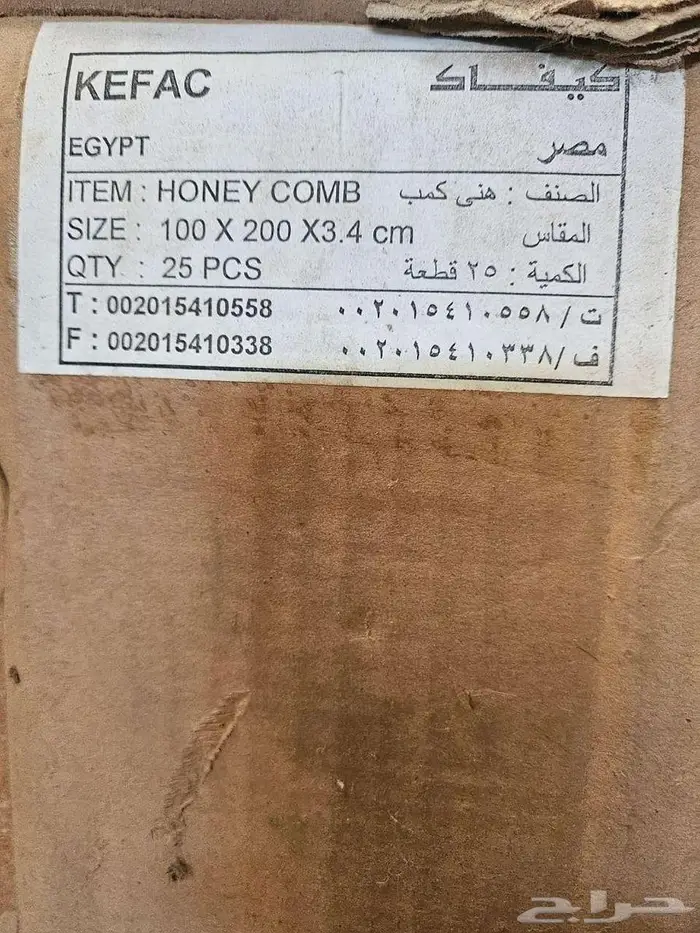 KEFAC كيفاك
EGYPT مصر
ITEM : HONEY COMB الصنف : هنى كمب
SIZE : 100 X 200 X3.4 cm المقاس
QTY : 25 PCS الكمية : ٢٥ قطعة
T : 002015410558 ت / ٠٠٢٠١٥٤١٠٥٥٨
F : 002015410338 ف/ ٠٠٢٠١٥٤١٠٣٣٨
حراج